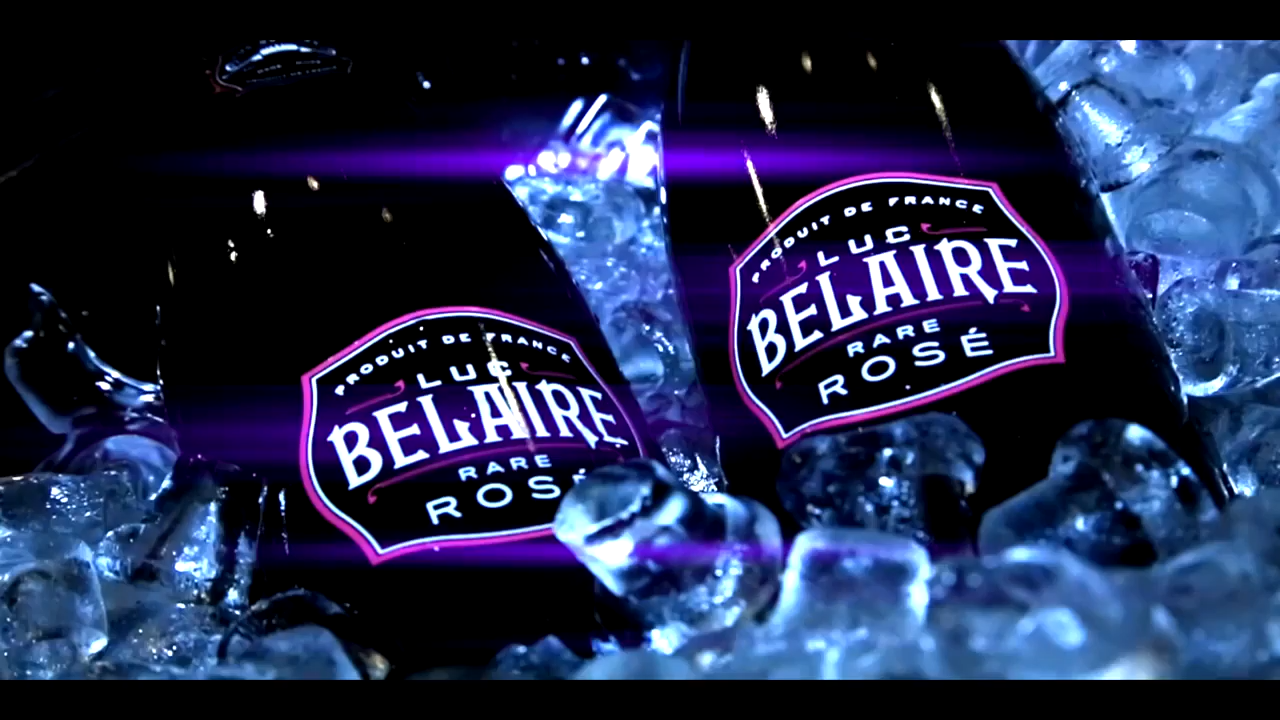 PRODUIT DE FRANCE
LUC
BELAIRE
RARE
ROSÉ
PRODUIT DE FRANCE
LUC
BELAIRE
RARE
ROSÉ